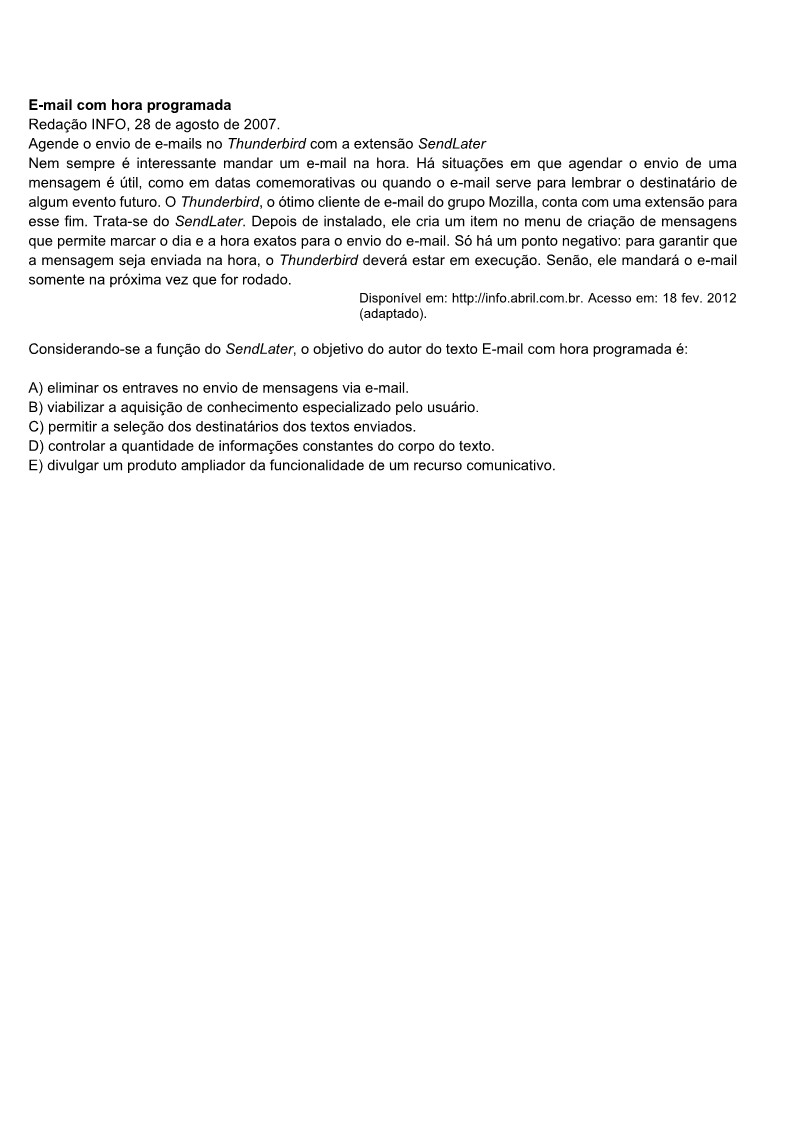 E-mail com hora programada
Redação INFO, 28 de agosto de 2007.
Agende o envio de e-mails no Thunderbird com a extensão SendLater
Nem sempre é interessante mandar um e-mail na hora. Há situações em que agendar o envio de uma
mensagem é útil, como em datas comemorativas ou quando o e-mail serve para lembrar o destinatário de
algum evento futuro. O Thunderbird, o ótimo cliente de e-mail do grupo Mozilla, conta com uma extensão para
esse fim. Trata-se do SendLater. Depois de instalado, ele cria um item no menu de criação de mensagens
que permite marcar o dia e a hora exatos para o envio do e-mail. Só há um ponto negativo: para garantir que
a mensagem seja enviada na hora, o Thunderbird deverá estar em execução. Senão, ele mandará o e-mail
somente na próxima vez que for rodado.
Disponível em: http://info.abril.com.br. Acesso em: 18 fev. 2012
(adaptado).
Considerando-se a função do SendLater, o objetivo do autor do texto E-mail com hora programada é:
A) eliminar os entraves no envio de mensagens via e-mail.
B) viabilizar a aquisição de conhecimento especializado pelo usuário.
C) permitir a seleção dos destinatários dos textos enviados.
D) controlar a quantidade de informações constantes do corpo do texto.
E) divulgar um produto ampliador da funcionalidade de um recurso comunicativo.